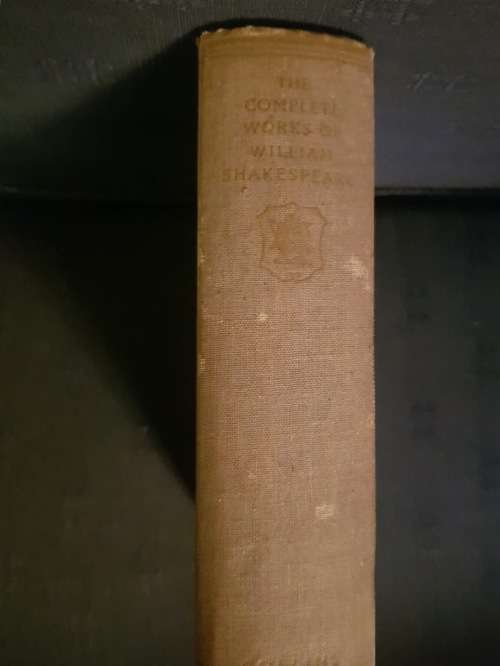 THE
COMPLETE
WORKS OF
WILLIAM
SHAKESPEARE